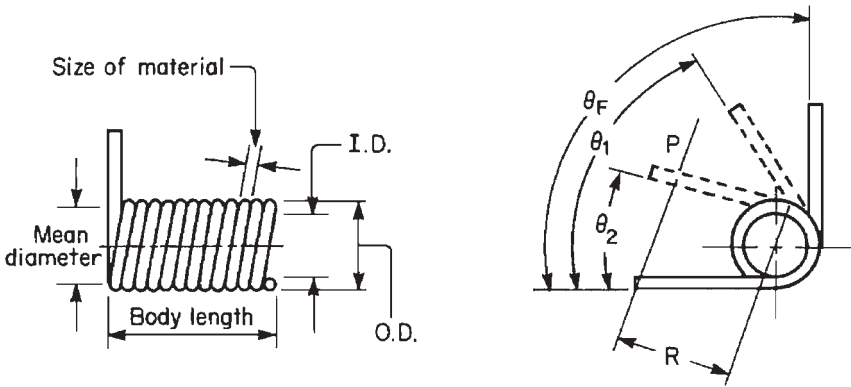 Size of material
I.D.
Mean
diameter
Body length
O.D.
θF
θ1
P
θ2
R